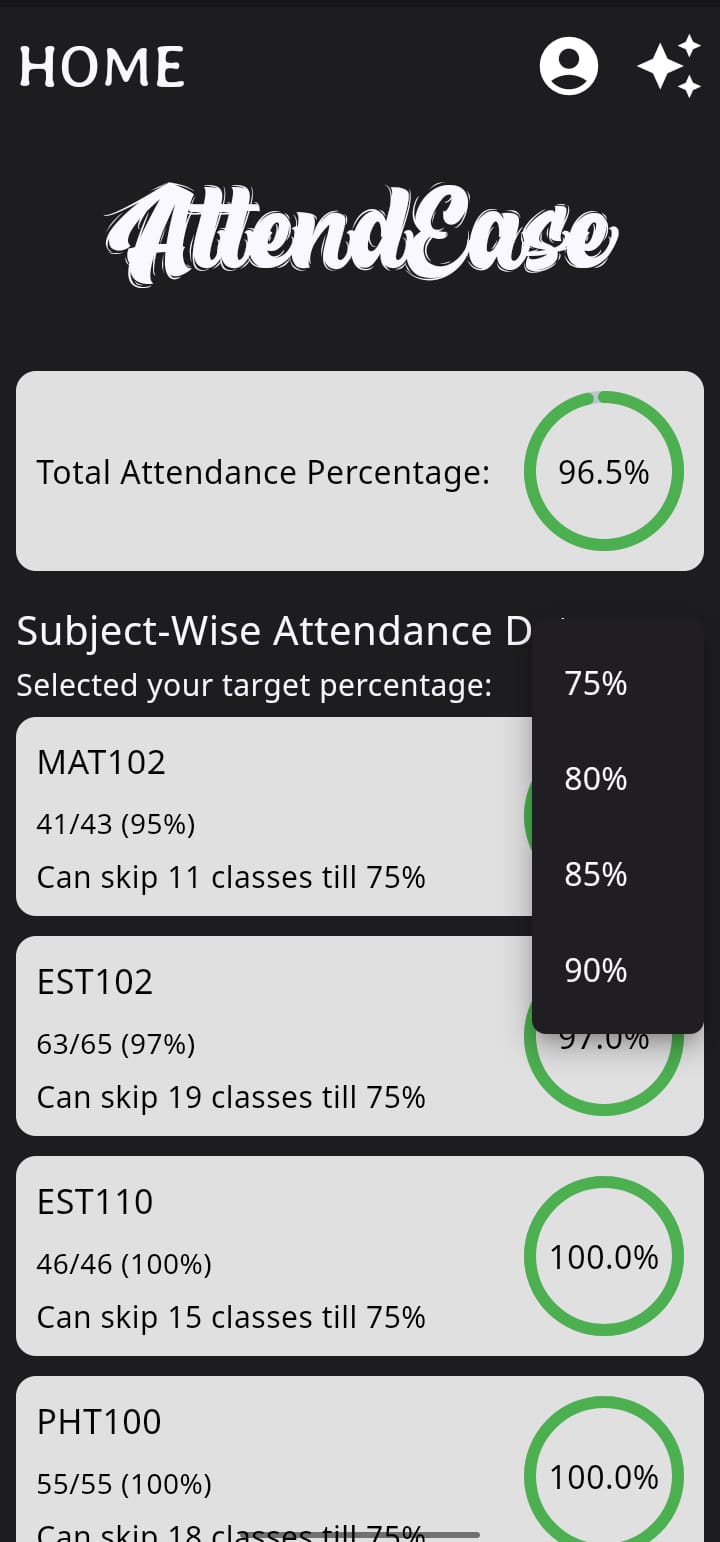 HOME
AttendEase
Total Attendance Percentage:
96.5%
Subject-Wise Attendance D
Selected your target percentage:
75%
80%
85%
90%
MAT102
41/43 (95%)
Can skip 11 classes till 75%
EST102
63/65 (97%)
Can skip 19 classes till 75%
97.0%
EST110
46/46 (100%)
Can skip 15 classes till 75%
100.0%
PHT100
55/55 (100%)
Can skip 18 classes till 75%
100.0%